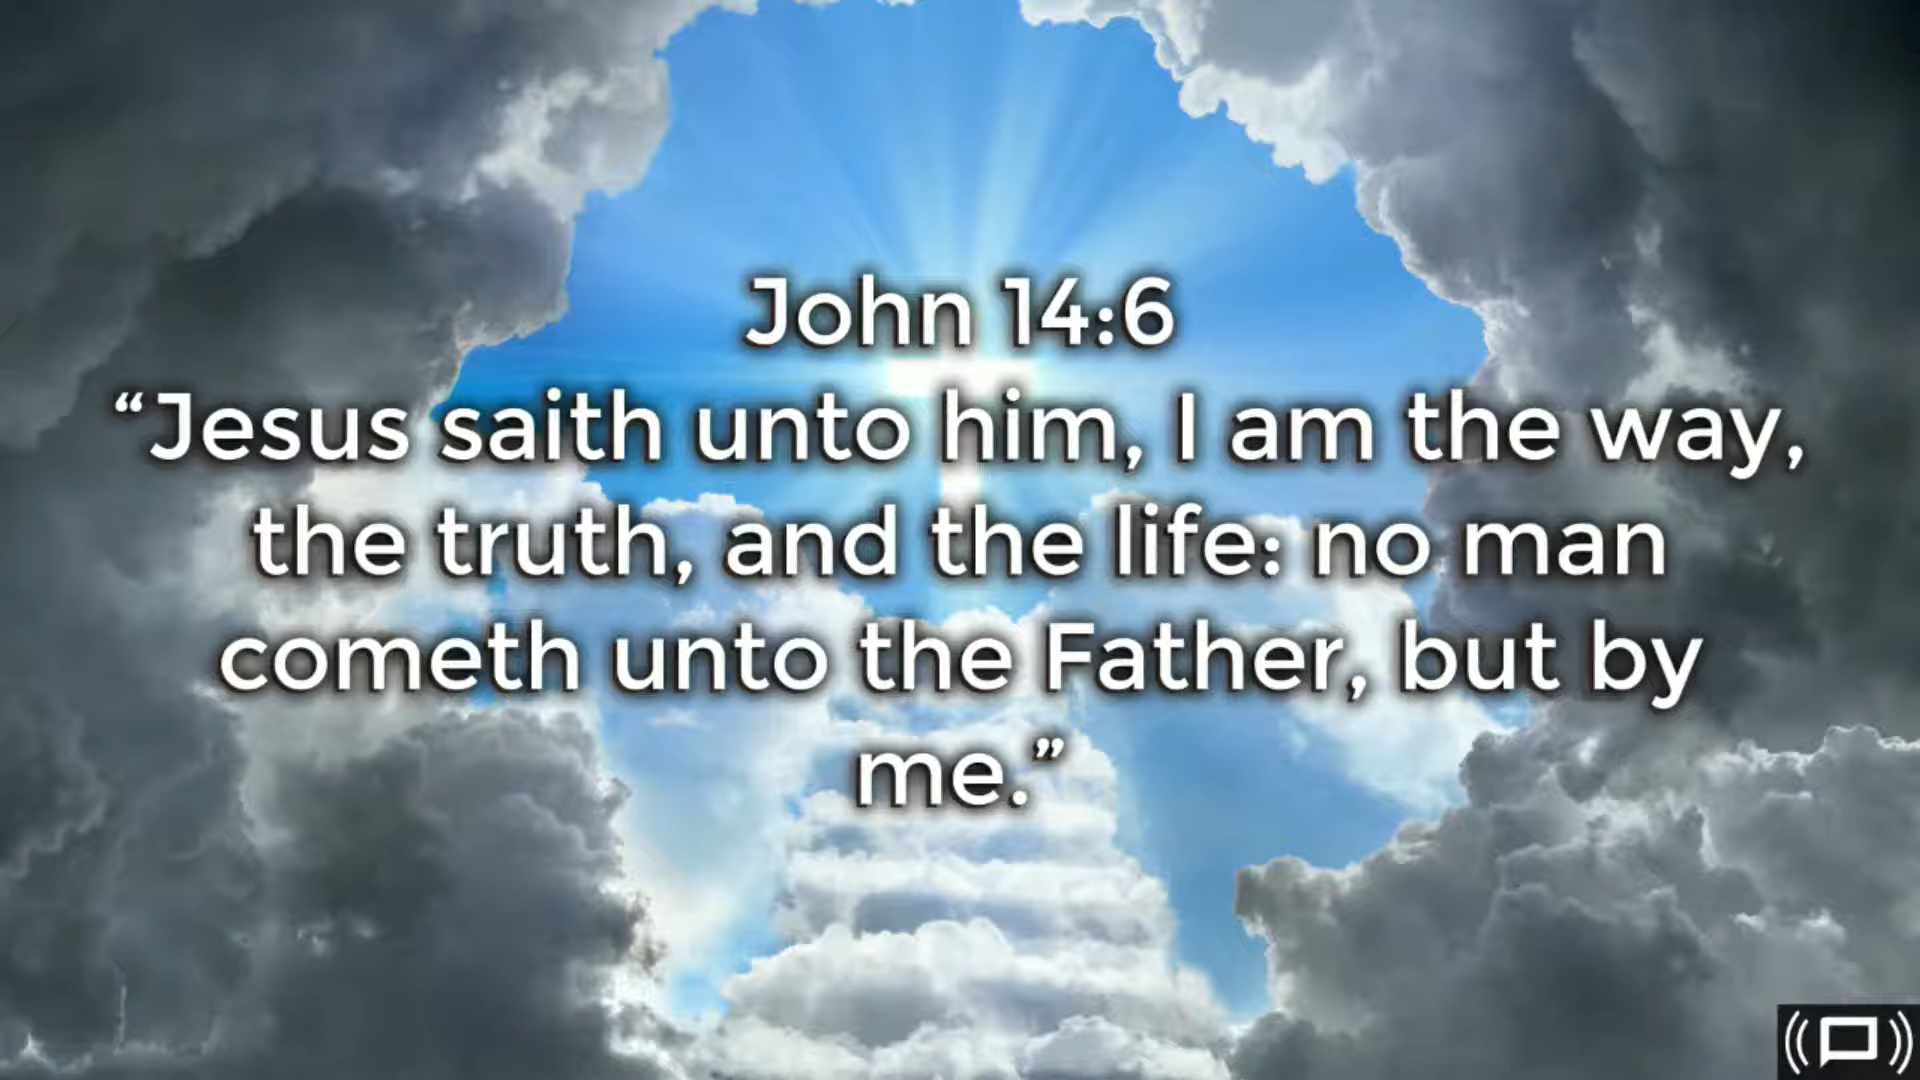 John 14:6
“Jesus saith unto him, I am the way,
the truth, and the life: no man
cometh unto the Father, but by
me.”